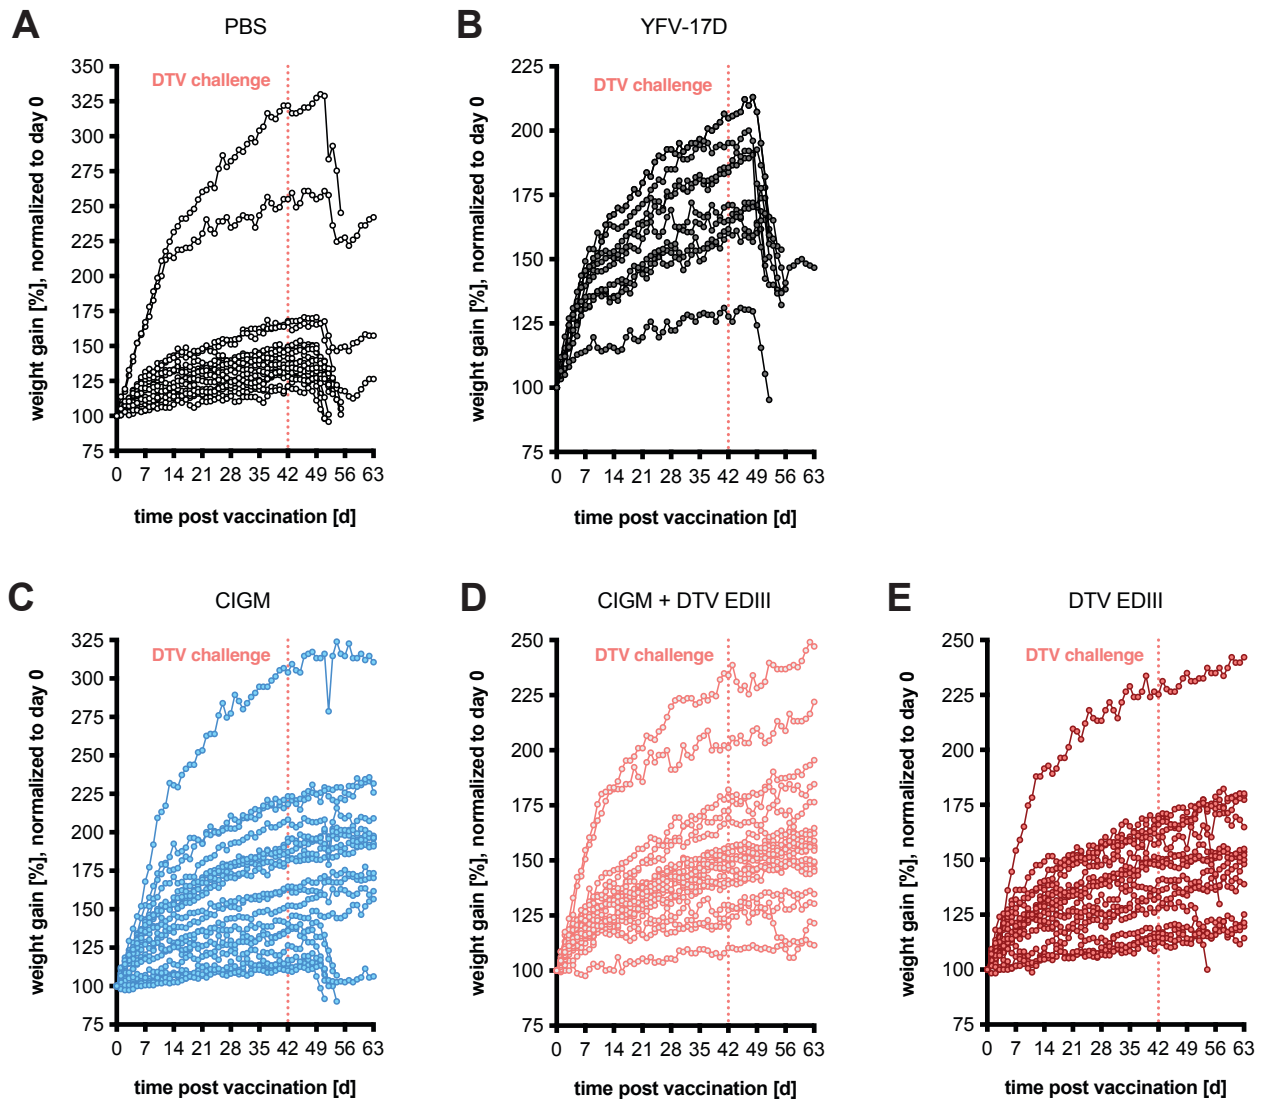 A
PBS
weight gain [%], normalized to day 0
350
325
300
275
250
225
200
175
150
125
100
75
DTV challenge
0 7 14 21 28 35 42 49 56 63
time post vaccination [d]
B
YFV-17D
weight gain [%], normalized to day 0
225
200
175
150
125
100
75
DTV challenge
0 7 14 21 28 35 42 49 56 63
time post vaccination [d]
C
CIGM
weight gain [%], normalized to day 0
325
300
275
250
225
200
175
150
125
100
75
DTV challenge
0 7 14 21 28 35 42 49 56 63
time post vaccination [d]
D
CIGM + DTV EDIII
weight gain [%], normalized to day 0
250
225
200
175
150
125
100
75
DTV challenge
0 7 14 21 28 35 42 49 56 63
time post vaccination [d]
E
DTV EDIII
weight gain [%], normalized to day 0
250
225
200
175
150
125
100
75
DTV challenge
0 7 14 21 28 35 42 49 56 63
time post vaccination [d]